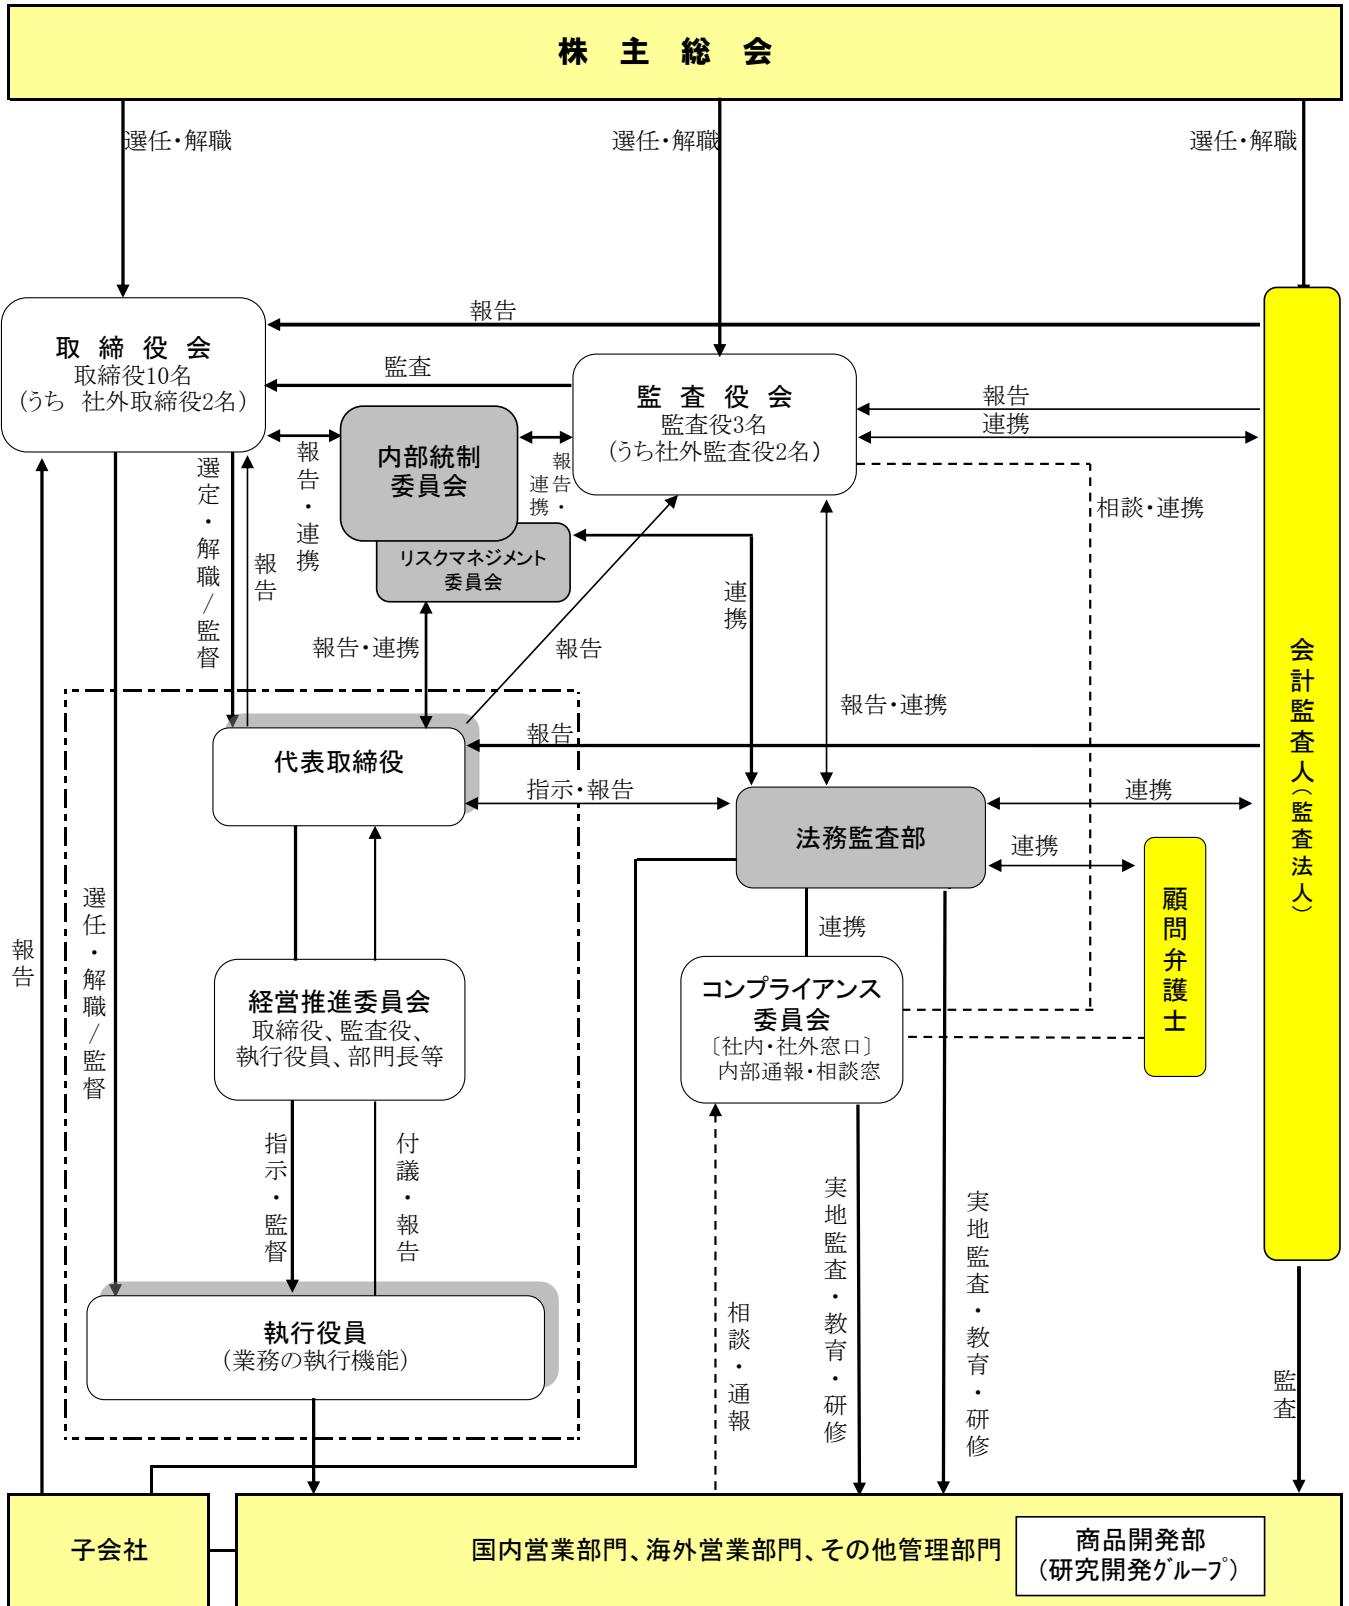 株 主 総 会
選任・解職
選任・解職
選任・解職
報告
取 締 役 会
取締役10名
(うち 社外取締役2名)
監査
監 査 役 会
監査役3名
(うち社外監査役2名)
報告
連携
内部統制
委員会
報告・連携
報告・
連携
リスクマネジメント
委員会
相談・連携
選定・解職/監督
報告
連携
報告・連携
報告
報告・連携
会計監査人(監査法人)
代表取締役
報告
指示・報告
連携
法務監査部
連携
顧問弁護士
選任・解職/監督
報告
連携
経営推進委員会
取締役、監査役、
執行役員、部門長等
コンプライアンス
委員会
〔社内・社外窓口〕
内部通報・相談窓
指示・監督
付議・報告
実地監査・教育・研修
実地監査・教育・研修
相談・通報
監査
執行役員
(業務の執行機能)
子会社
国内営業部門、海外営業部門、その他管理部門
商品開発部
(研究開発グループ)